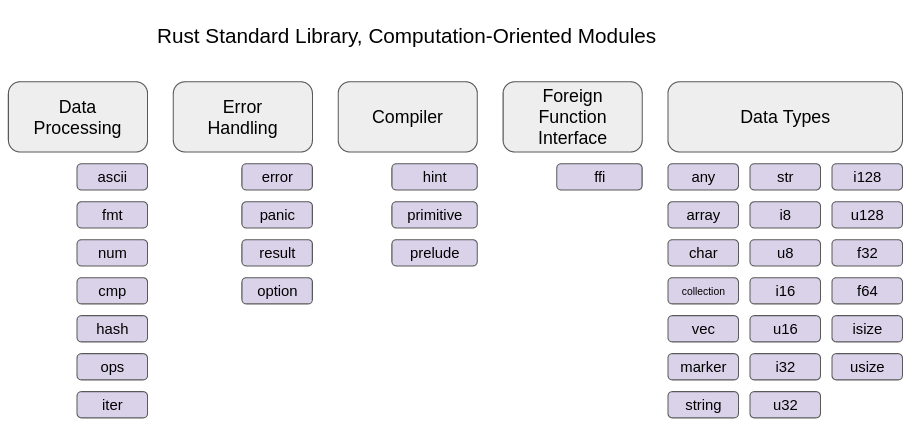 Rust Standard Library, Computation-Oriented Modules
Data
Processing
ascii
fmt
num
cmp
hash
ops
iter
Error
Handling
error
panic
result
option
Compiler
hint
primitive
prelude
Foreign
Function
Interface
ffi
Data Types
any
array
char
collection
vec
marker
string
str
i8
u8
i16
u16
i32
u32
i128
u128
f32
f64
isize
usize